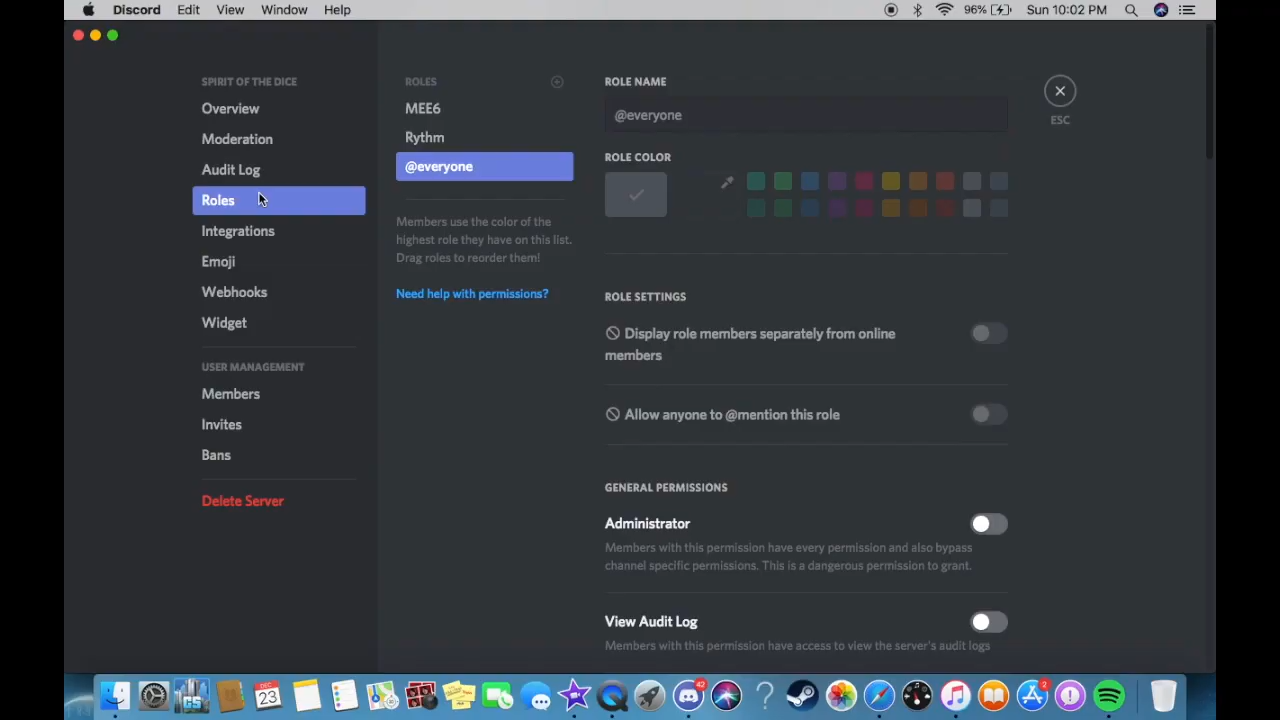 Discord Edit View Window Help 96% Sun 10:02 PM
SPIRIT OF THE DICE
Overview
Moderation
Audit Log
Roles
Integrations
Emoji
Webhooks
Widget
USER MANAGEMENT
Members
Invites
Bans
Delete Server
ROLES
MEE6
Rythm
@everyone
Members use the color of the
highest role they have on this list.
Drag roles to reorder them!
Need help with permissions?
ROLE NAME
@everyone
ESC
ROLE COLOR
ROLE SETTINGS
Display role members separately from online
members
Allow anyone to @mention this role
GENERAL PERMISSIONS
Administrator
Members with this permission have every permission and also bypass
channel specific permissions. This is a dangerous permission to grant.
View Audit Log
Members with this permission have access to view the server's audit logs
DEC
23
42
2